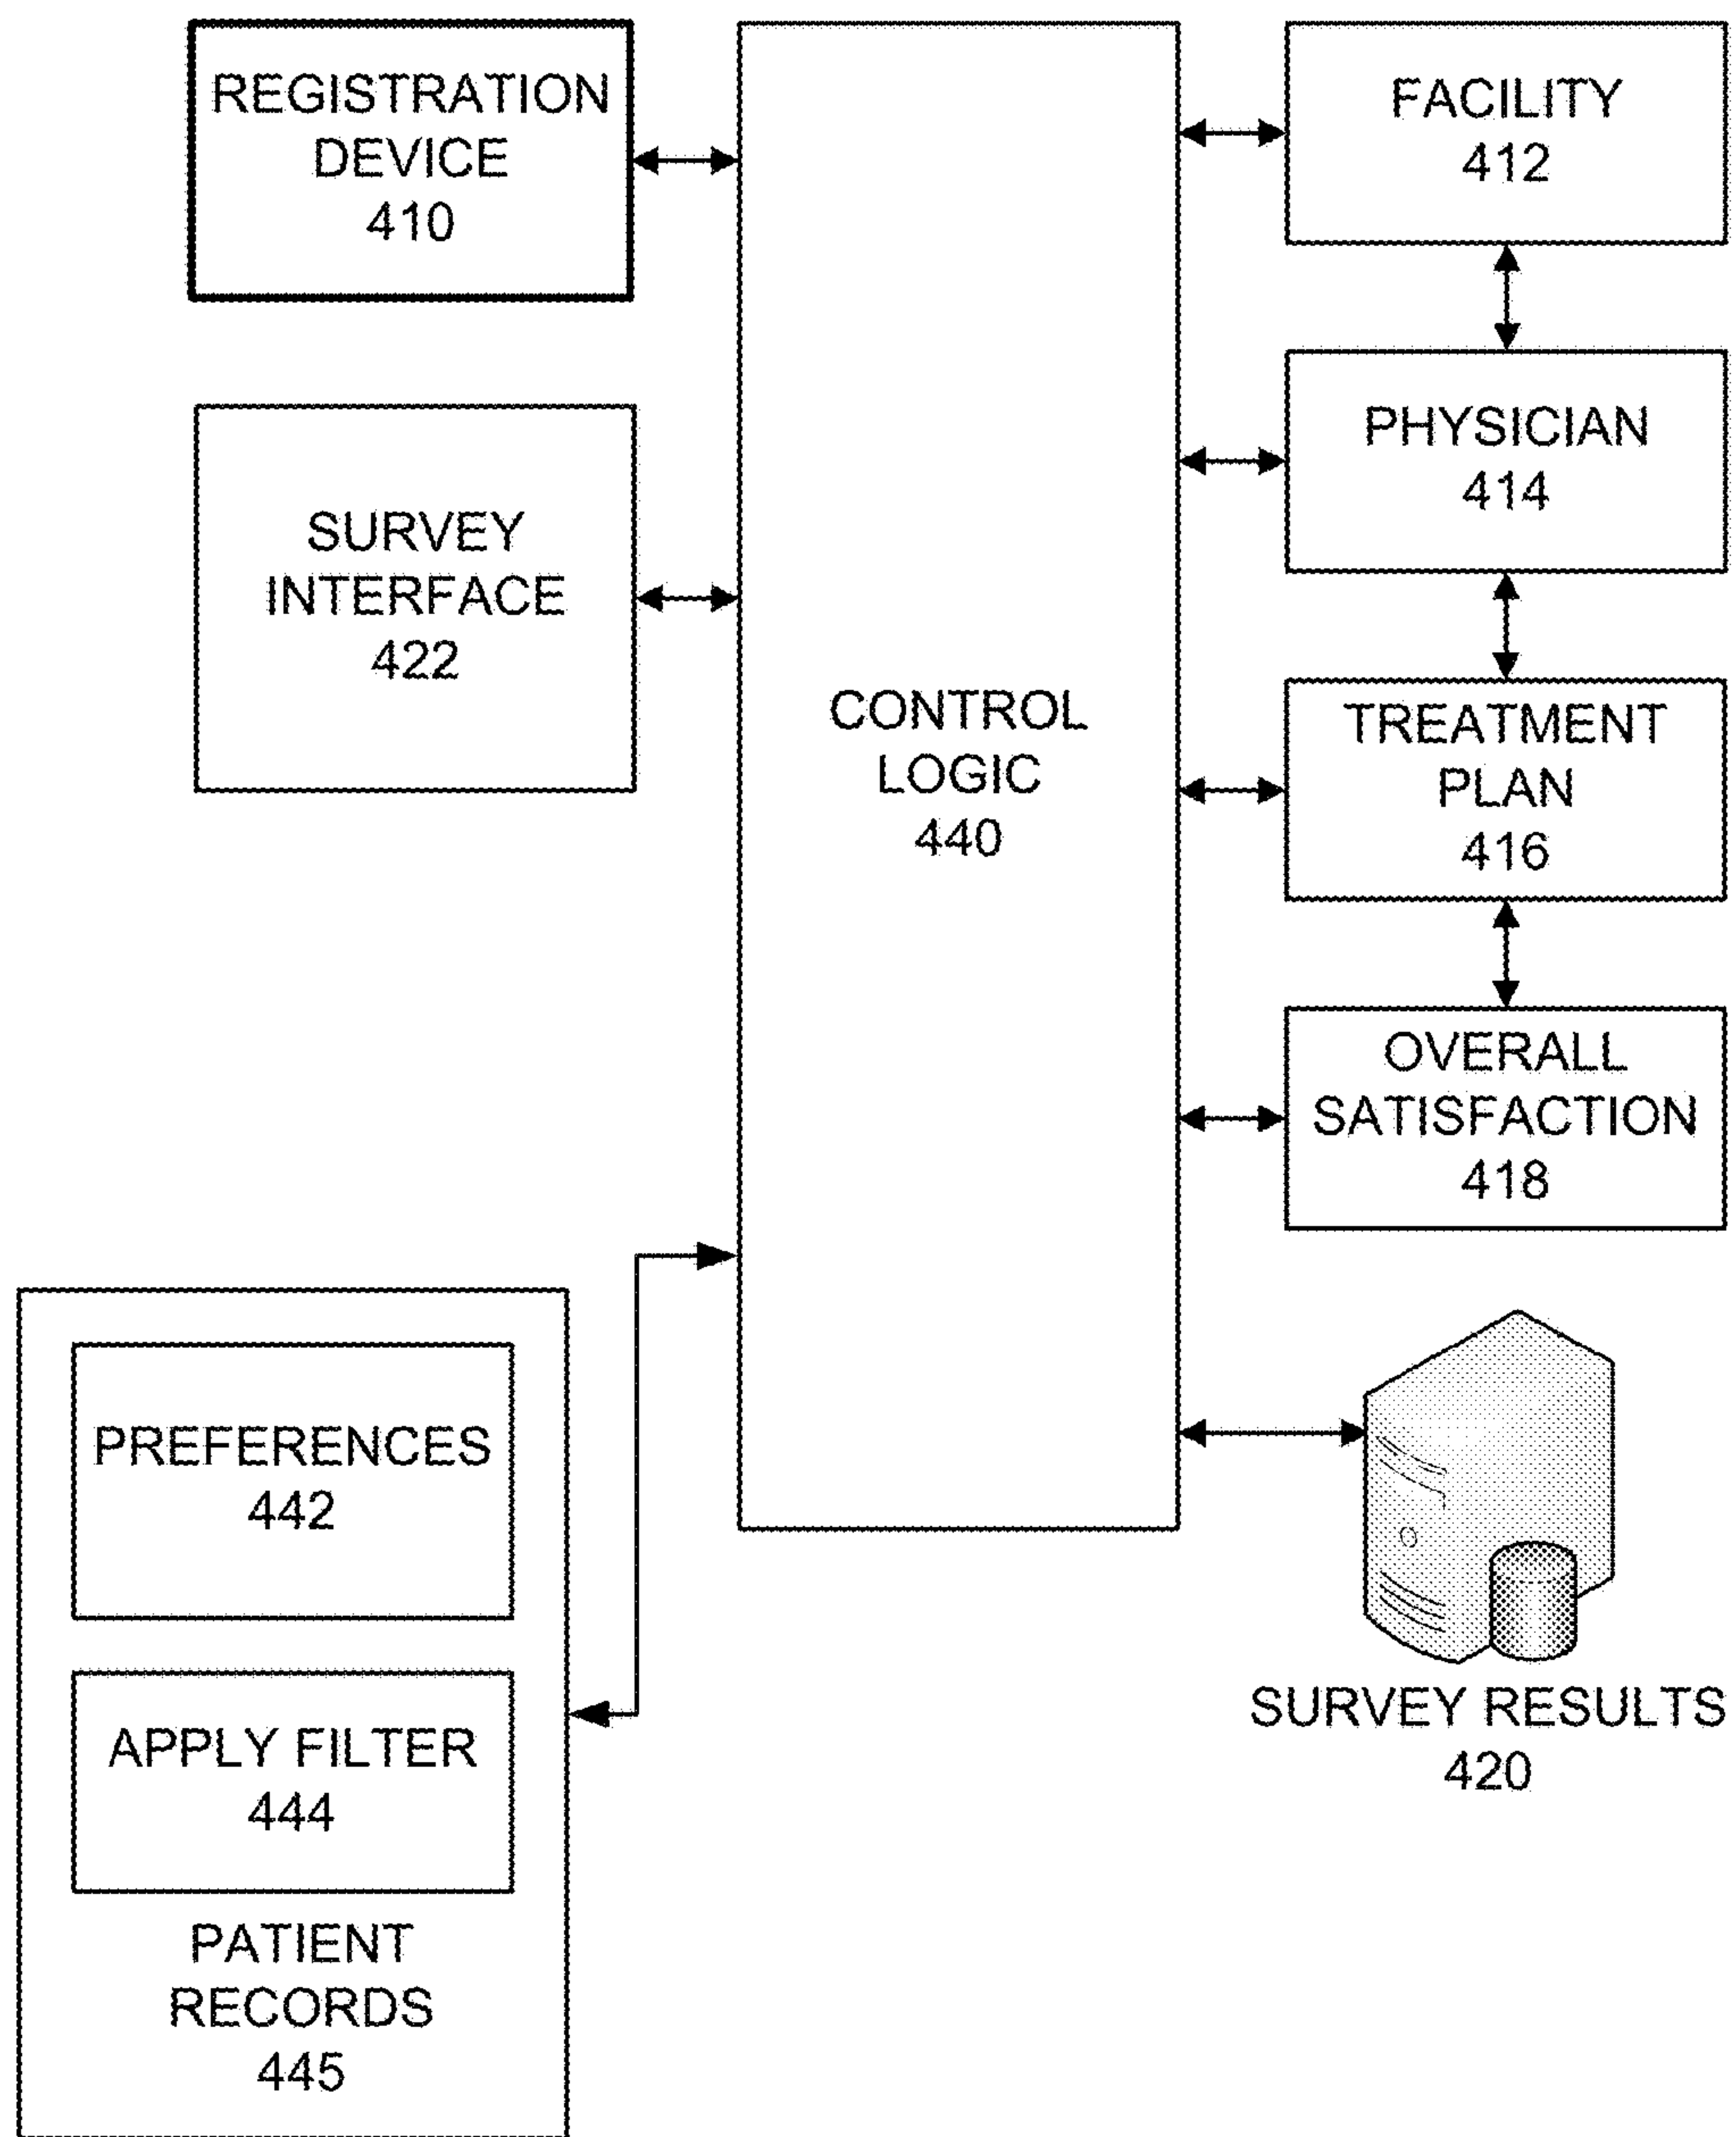 REGISTRATION
DEVICE
410
SURVEY
INTERFACE
422
CONTROL
LOGIC
440
FACILITY
412
PHYSICIAN
414
TREATMENT
PLAN
416
OVERALL
SATISFACTION
418
PREFERENCES
442
APPLY FILTER
444
PATIENT
RECORDS
445
SURVEY RESULTS
420